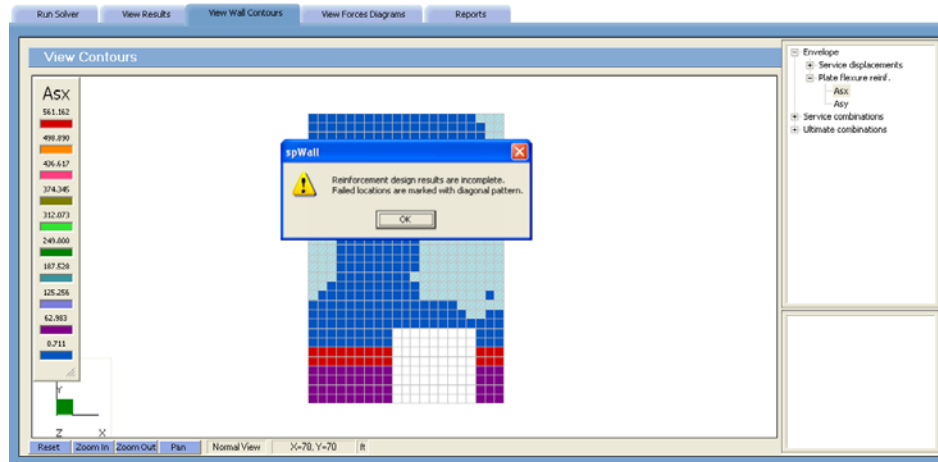 Run Solver
View Results
View Wall Contours
View Forces Diagrams
Reports
View Contours
Asx
561.162
498.890
436.617
374.345
312.073
249.800
187.528
125.256
62.983
0.711
spWall
Reinforcement design results are incomplete.
Failed locations are marked with diagonal pattern.
OK
Y
Z
X
Reset
Zoom In
Zoom Out
Pan
Normal View
X=70, Y=70
ft
Envelope
Service displacements
Plate flexure reinf.
Asx
Asy
Service combinations
Ultimate combinations